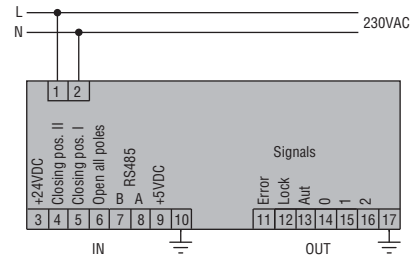 L
N
230VAC
1 2
Signals
+24VDC
Closing pos. II
Closing pos. I
Open all poles
B
RS485
A
+5VDC
Error
Lock
Aut
0
1
2
3 4 5 6 7 8 9 10
11 12 13 14 15 16 17
IN
OUT